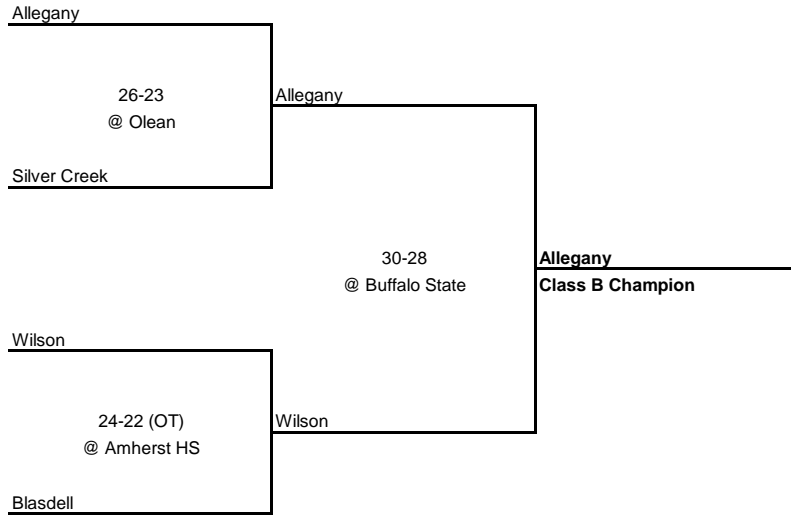 Allegany
26-23
@ Olean
Allegany
Silver Creek
30-28
@ Buffalo State
Allegany
Class B Champion
Wilson
24-22 (OT)
@ Amherst HS
Wilson
Blasdell